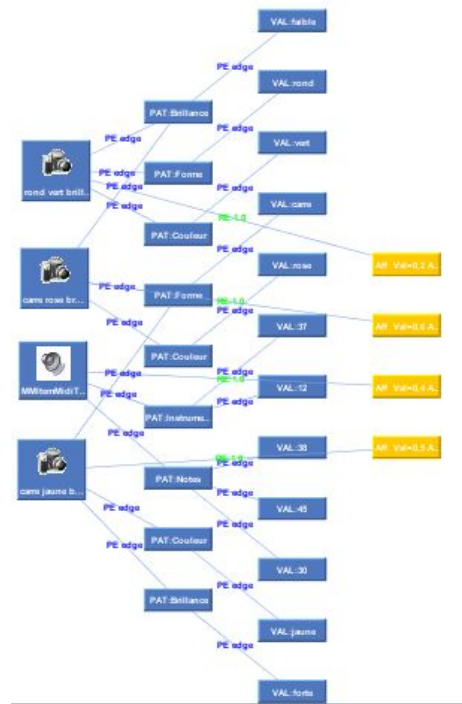 VAL:faible
PE edge
VAL:rond
PAT:Brillance
PE edge
PE edge
VAL:vert
PE edge
PAT:Forme
PE edge
PE edge
rond vert brill...
PE edge
VAL:carre
RE-1.0
PAT:Couleur
PE edge
VAL:rose
Aff Val=0,2 A...
PE edge
PAT:Forme
RE-1.0
carre rose br...
PE edge
PE edge
VAL:37
Aff Val=0,6 A...
PAT:Couleur
PE edge
PE edge
RE-1.0
VAL:12
Aff Val=0,4 A...
MMitemMidiT...
PE edge
PE edge
PAT:Instrume...
PE edge
VAL:38
Aff Val=0,5 A...
RE-1.0
PE edge
PAT:Notes
carre jaune b...
PE edge
PE edge
VAL:45
PE edge
PE edge
PAT:Couleur
VAL:30
PE edge
PAT:Brillance
VAL:jaune
PE edge
VAL:forte